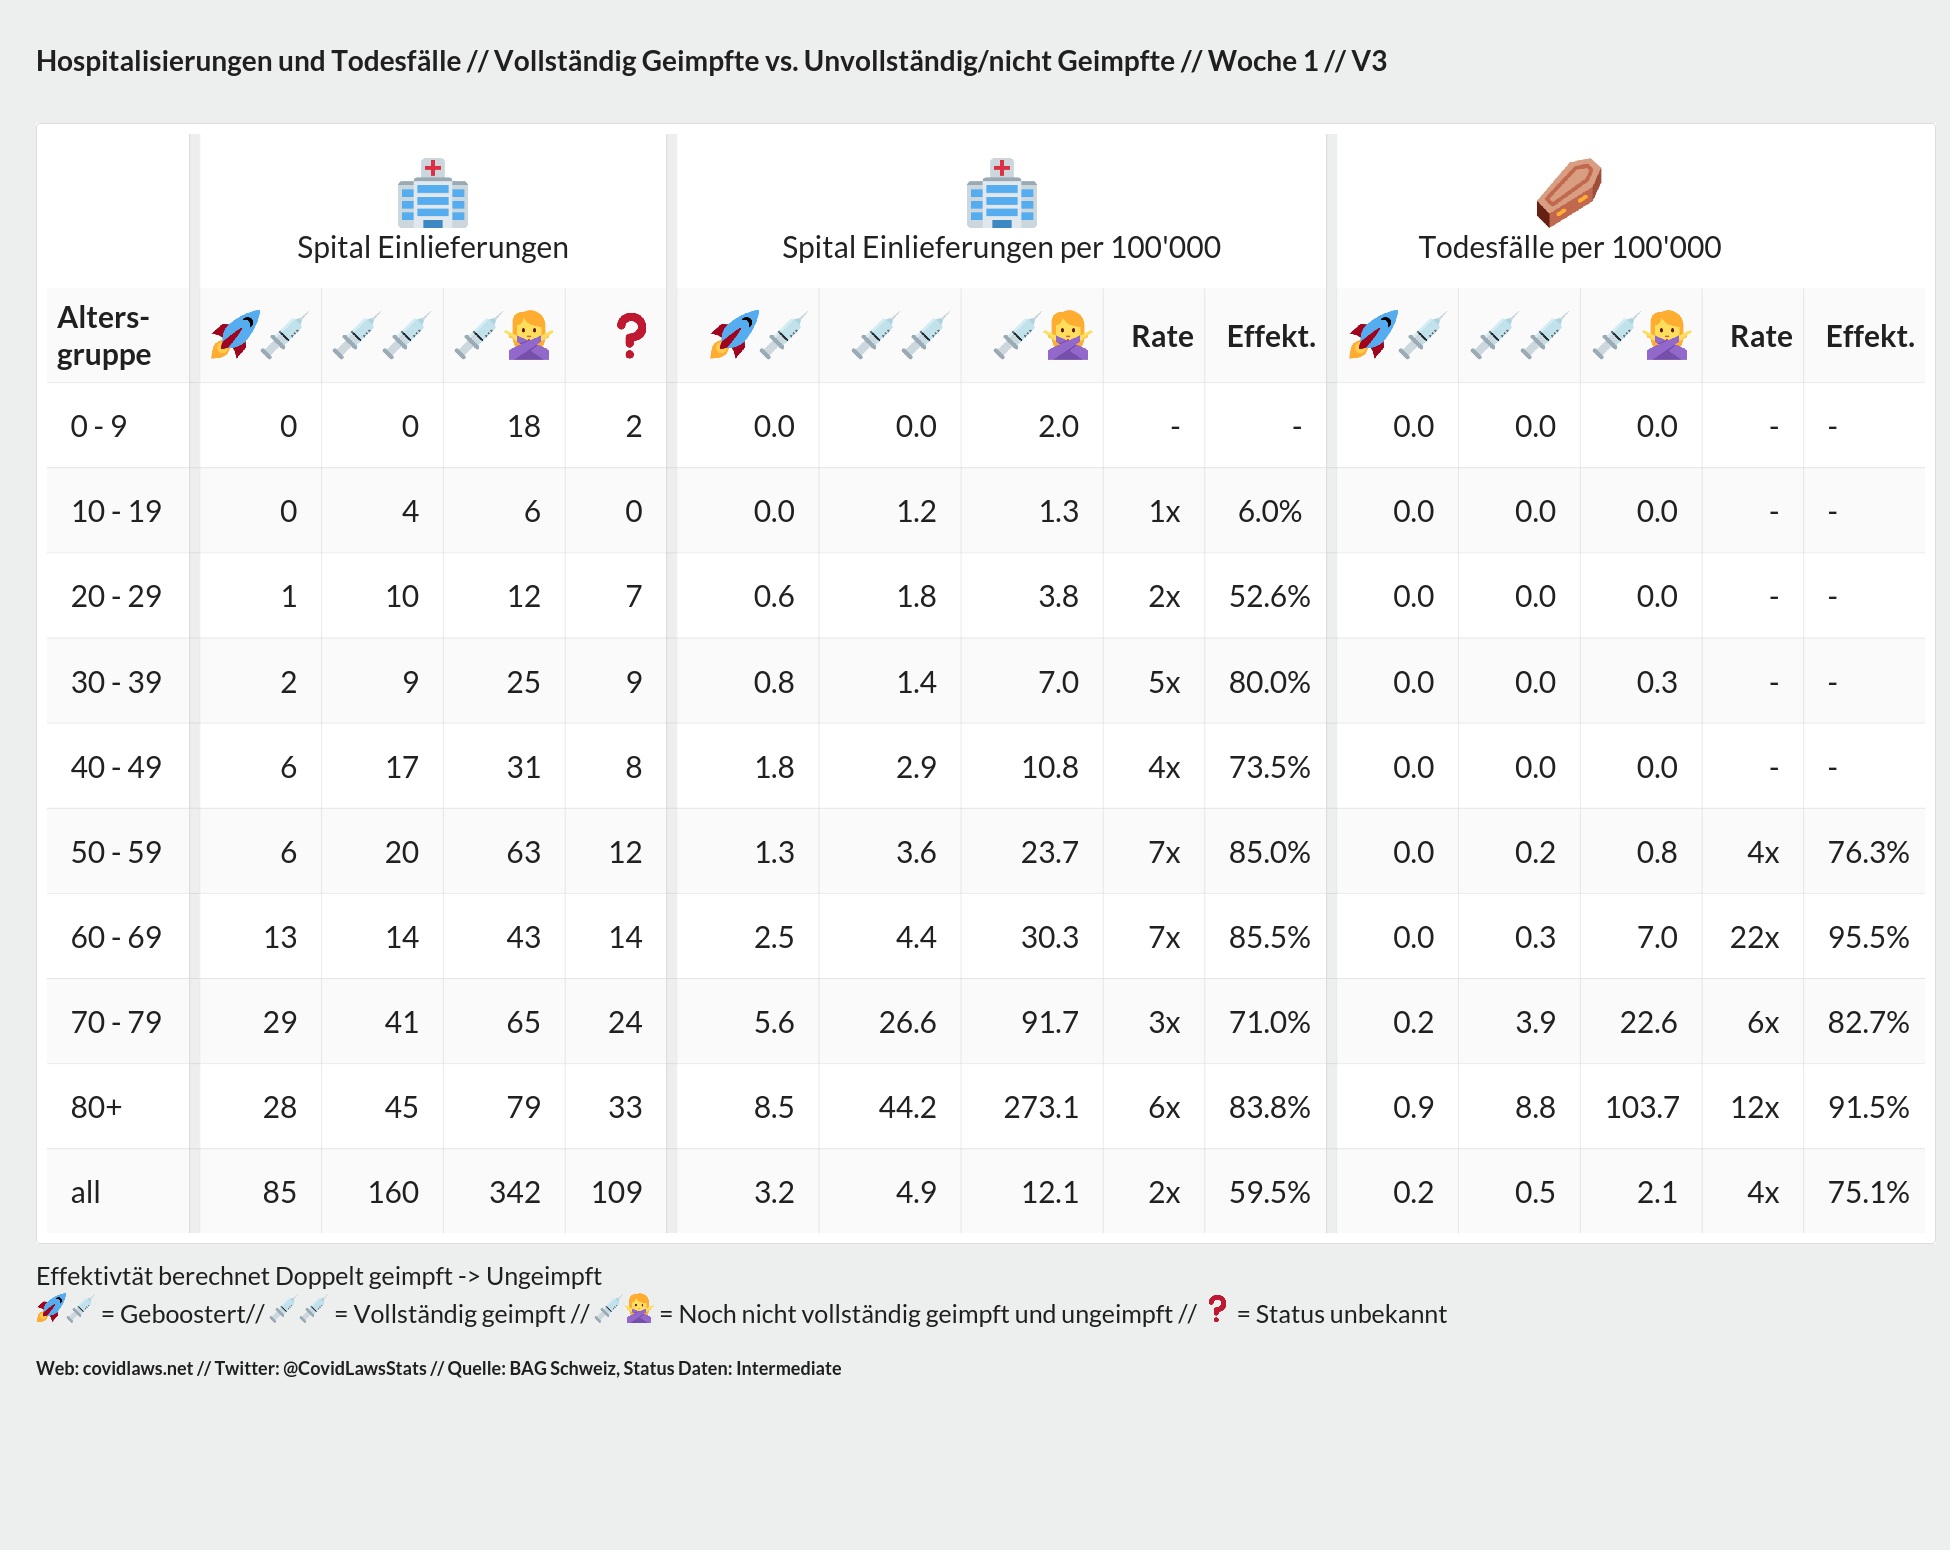 Hospitalisierungen und Todesfälle // Vollständig Geimpfte vs. Unvollständig/nicht Geimpfte // Woche 1 // V3
Spital Einlieferungen Spital Einlieferungen per 100'000 Todesfälle per 100'000
Alters-
gruppe ❓ Rate Effekt. Rate Effekt.
0 - 9 0 0 18 2 0.0 0.0 2.0 - - 0.0 0.0 0.0 - -
10 - 19 0 4 6 0 0.0 1.2 1.3 1x 6.0% 0.0 0.0 0.0 - -
20 - 29 1 10 12 7 0.6 1.8 3.8 2x 52.6% 0.0 0.0 0.0 - -
30 - 39 2 9 25 9 0.8 1.4 7.0 5x 80.0% 0.0 0.0 0.3 - -
40 - 49 6 17 31 8 1.8 2.9 10.8 4x 73.5% 0.0 0.0 0.0 - -
50 - 59 6 20 63 12 1.3 3.6 23.7 7x 85.0% 0.0 0.2 0.8 4x 76.3%
60 - 69 13 14 43 14 2.5 4.4 30.3 7x 85.5% 0.0 0.3 7.0 22x 95.5%
70 - 79 29 41 65 24 5.6 26.6 91.7 3x 71.0% 0.2 3.9 22.6 6x 82.7%
80+ 28 45 79 33 8.5 44.2 273.1 6x 83.8% 0.9 8.8 103.7 12x 91.5%
all 85 160 342 109 3.2 4.9 12.1 2x 59.5% 0.2 0.5 2.1 4x 75.1%
Effektivtät berechnet Doppelt geimpft -> Ungeimpft
🚀💉 = Geboostert// 💉💉 = Vollständig geimpft // 💉🙅 = Noch nicht vollständig geimpft und ungeimpft // ❓ = Status unbekannt
Web: covidlaws.net // Twitter: @CovidLawsStats // Quelle: BAG Schweiz, Status Daten: Intermediate